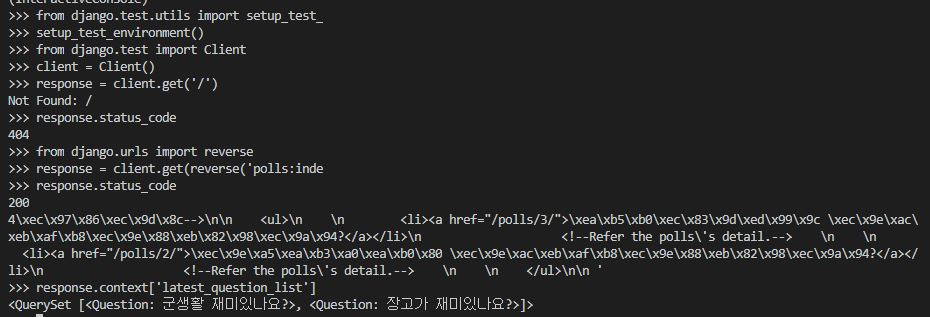 (InteractiveConsole)
>>> from django.test.utils import setup_test_
>>> setup_test_environment()
>>> from django.test import Client
>>> client = Client()
>>> response = client.get('/')
Not Found: /
>>> response.status_code
404
>>> from django.urls import reverse
>>> response = client.get(reverse('polls:inde
>>> response.status_code
200
4\xec\x97\x86\xec\x9d\x8c-->\n\n    <ul>\n    \n        <li><a href="/polls/3/">\xea\xb5\xb0\xec\x83\x9d\xed\x99\x9c \xec\x9e\xac\
\xeb\xaf\xb8\xec\x9e\x88\xeb\x82\x98\xec\x9a\x94?</a></li>\n                    <!--Refer the polls\'s detail.-->    \n    \n
<li><a href="/polls/2/">\xec\x9e\xa5\xea\xb3\xa0\xea\xb0\x80 \xec\x9e\xac\xeb\xaf\xb8\xec\x9e\x88\xeb\x82\x98\xec\x9a\x94?</a></
li>\n                    <!--Refer the polls\'s detail.-->    \n    \n    </ul>\n\n '
>>> response.context['latest_question_list']
<QuerySet [<Question: 군생활 재미있나요?>, <Question: 장고가 재미있나요?>]>